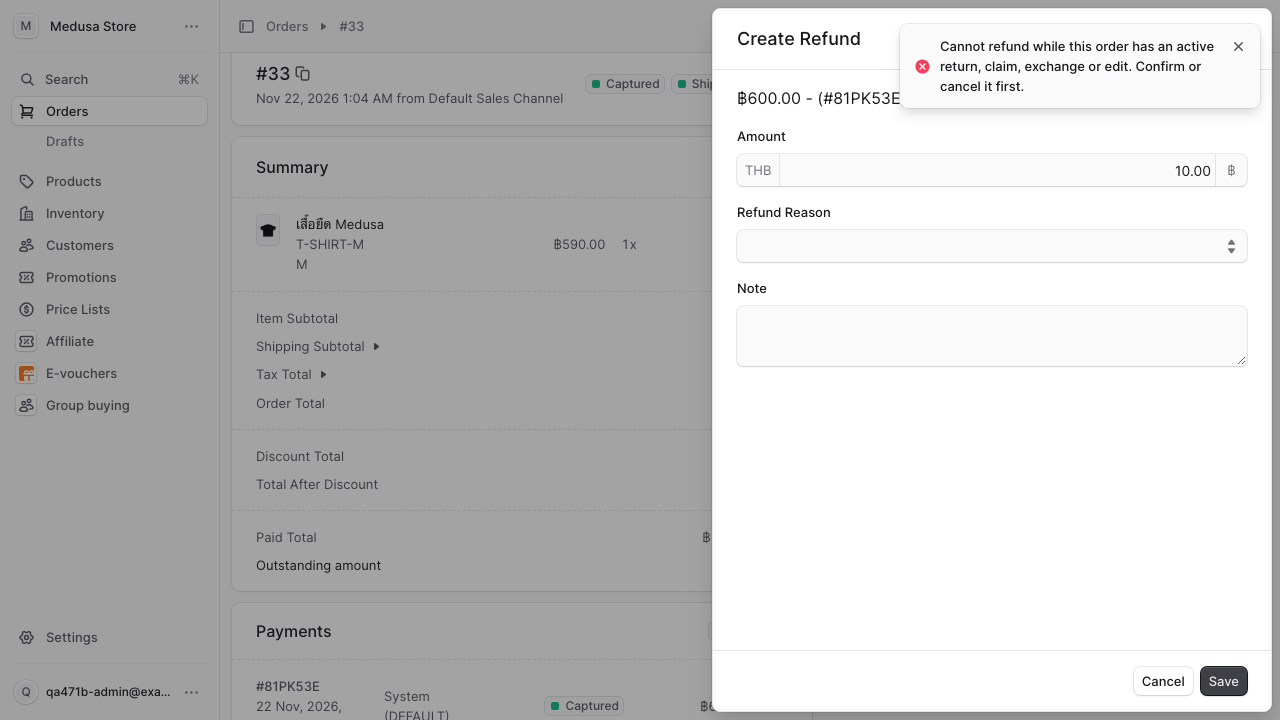 M
Medusa Store
Search
⌘K
Orders
Drafts
Products
Inventory
Customers
Promotions
Price Lists
Affiliate
E-vouchers
Group buying
Settings
Q
qa471b-admin@exa...
Orders
#33
#33
Nov 22, 2026 1:04 AM from Default Sales Channel
Captured
Summary
เสื้อยืด Medusa
T-SHIRT-M
M
฿590.00
1x
Item Subtotal
Shipping Subtotal
Tax Total
Order Total
Discount Total
Total After Discount
Paid Total
฿
Outstanding amount
Payments
#81PK53E
22 Nov, 2026,
System
(DEFAULT)
Captured
Create Refund
Cannot refund while this order has an active
return, claim, exchange or edit. Confirm or
cancel it first.
฿600.00 - (#81PK53E
Amount
THB
10.00
฿
Refund Reason
Note
Cancel
Save